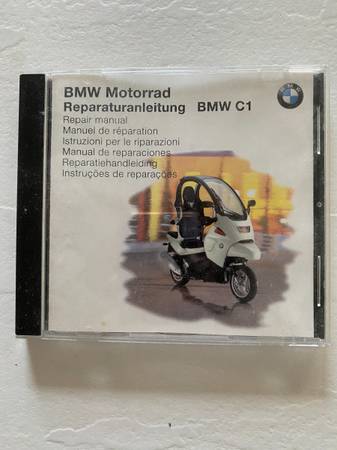 BMW Motorrad
Reparaturanleitung BMW C1
Repair manual
Manuel de réparation
Istruzioni per le riparazioni
Manual de reparaciones
Reparatiehandleiding
Instruções de reparações